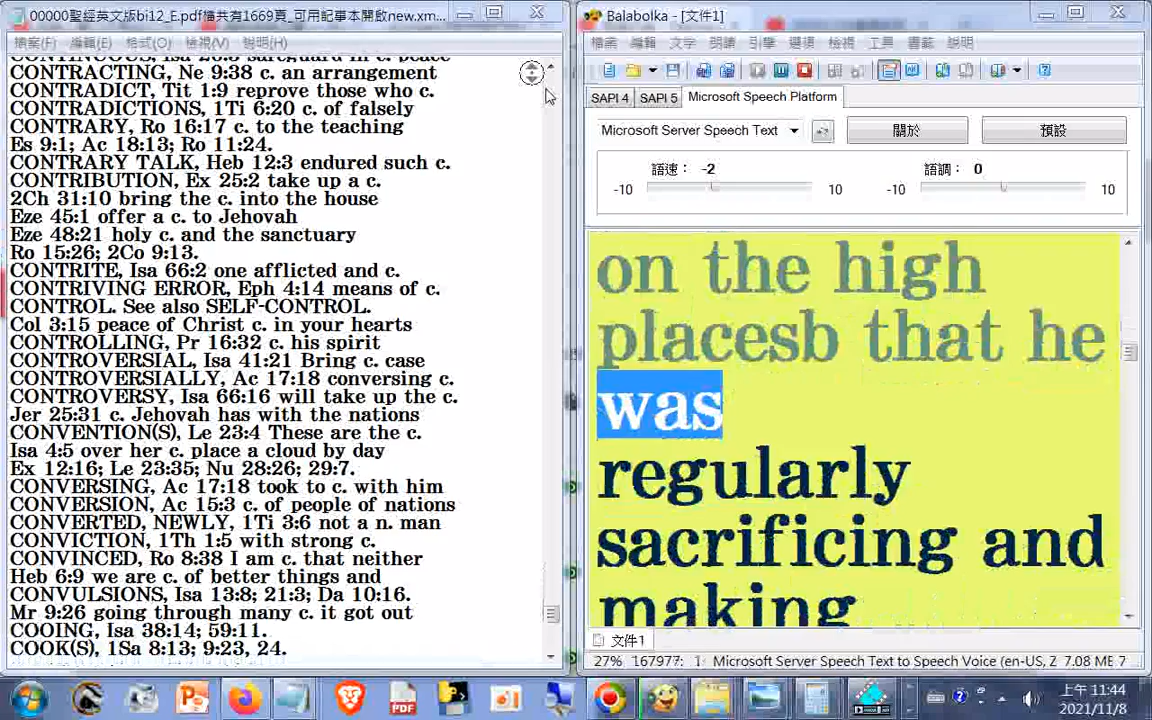 00000聖經英文版bi12_E.pdf檔共有1669頁_可用記事本開啟new.xm...
檔案(F) 編輯(E) 格式(O) 檢視(V) 說明(H)
CONTINUOUS, Isa 26:3 safeguard in c. peace
CONTRACTING, Ne 9:38 c. an arrangement
CONTRADICT, Tit 1:9 reprove those who c.
CONTRADICTIONS, 1Ti 6:20 c. of falsely
CONTRARY, Ro 16:17 c. to the teaching
Es 9:1; Ac 18:13; Ro 11:24.
CONTRARY TALK, Heb 12:3 endured such c.
CONTRIBUTION, Ex 25:2 take up a c.
2Ch 31:10 bring the c. into the house
Eze 45:1 offer a c. to Jehovah
Eze 48:21 holy c. and the sanctuary
Ro 15:26; 2Co 9:13.
CONTRITE, Isa 66:2 one afflicted and c.
CONTRIVING ERROR, Eph 4:14 means of c.
CONTROL. See also SELF-CONTROL.
Col 3:15 peace of Christ c. in your hearts
CONTROLLING, Pr 16:32 c. his spirit
CONTROVERSIAL, Isa 41:21 Bring c. case
CONTROVERSIALLY, Ac 17:18 conversing c.
CONTROVERSY, Isa 66:16 will take up the c.
Jer 25:31 c. Jehovah has with the nations
CONVENTION(S), Le 23:4 These are the c.
Isa 4:5 over her c. place a cloud by day
Ex 12:16; Le 23:35; Nu 28:26; 29:7.
CONVERSING, Ac 17:18 took to c. with him
CONVERSION, Ac 15:3 c. of people of nations
CONVERTED, NEWLY, 1Ti 3:6 not a n. man
CONVICTION, 1Th 1:5 with strong c.
CONVINCED, Ro 8:38 I am c. that neither
Heb 6:9 we are c. of better things and
CONVULSIONS, Isa 13:8; 21:3; Da 10:16.
Mr 9:26 going through many c. it got out
COOING, Isa 38:14; 59:11.
COOK(S), 1Sa 8:13; 9:23, 24.
Balabolka - [文件1]
檔案 編輯 文字 朗讀 引擎 選項 檢視 工具 書籤 說明
SAPI 4 SAPI 5 Microsoft Speech Platform
Microsoft Server Speech Text 關於 預設
語速： -2 語調： 0
-10 10 -10 10
on the high
placesb that he
was
regularly
sacrificing and
making
文件1
27% 167977: 1 Microsoft Server Speech Text to Speech Voice (en-US, Z 7.08 MB 7
PDF
上午 11:44
2021/11/8